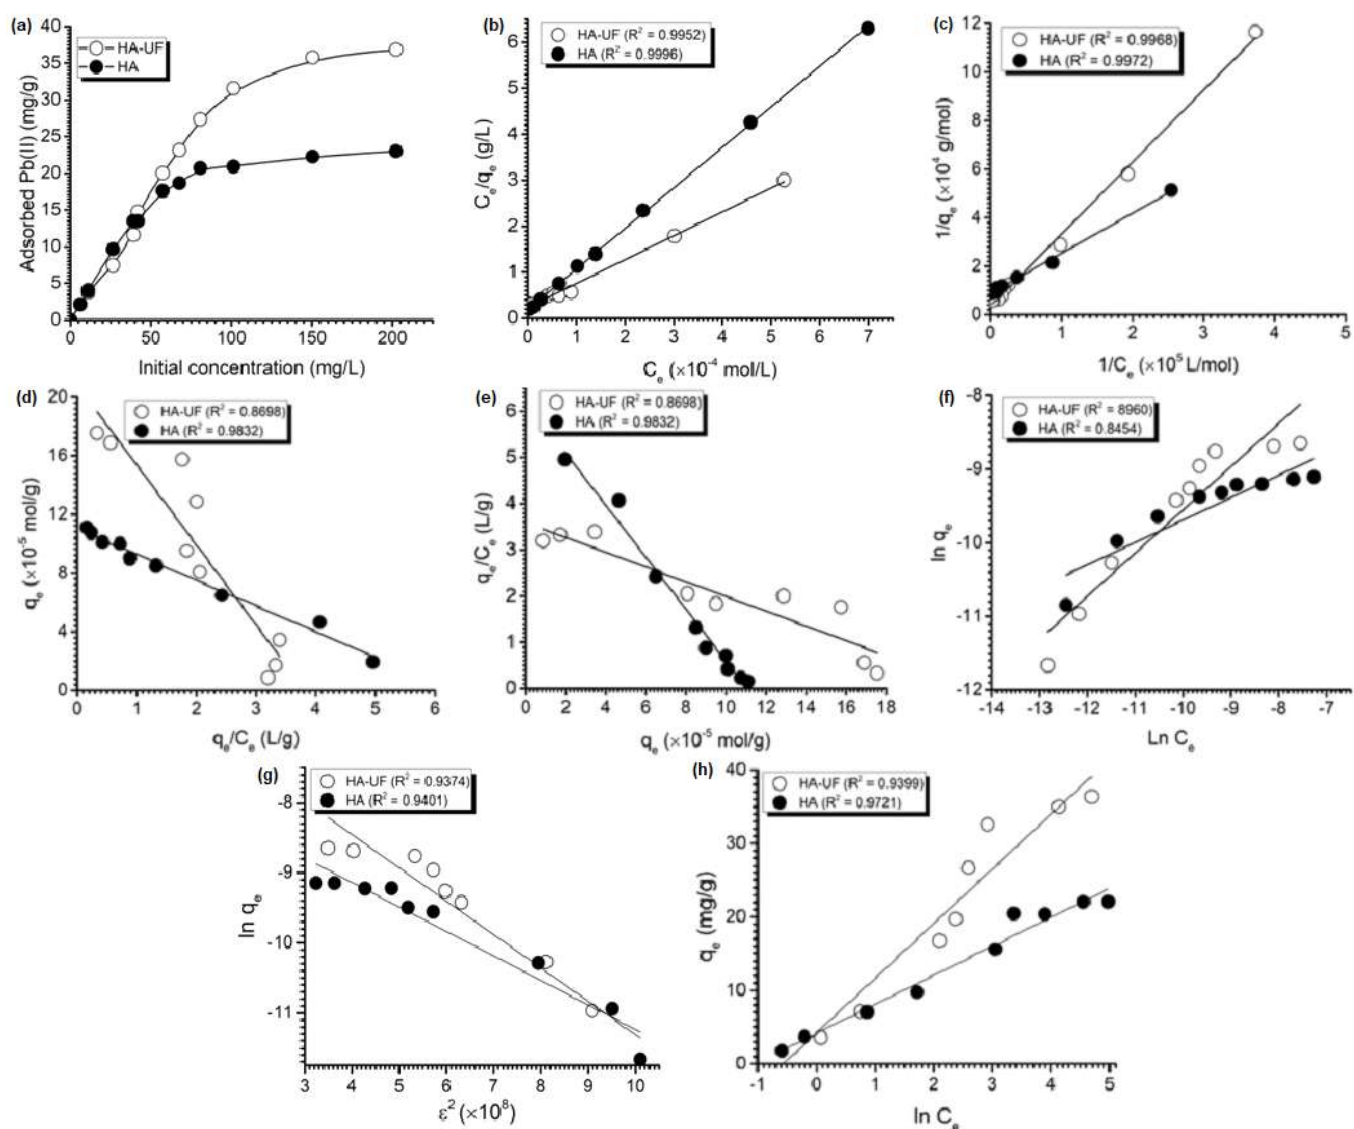 (a)
40
35
30
25
20
15
10
5
0
HA-UF
HA
Adsorbed Pb(II) (mg/g)
0 50 100 150 200
Initial concentration (mg/L)
(b)
6
5
4
3
2
1
0
HA-UF (R² = 0.9952)
HA (R² = 0.9996)
Cₑ/qₑ (g/L)
0 1 2 3 4 5 6 7
Cₑ (×10⁻⁴ mol/L)
(c)
12
10
8
6
4
2
0
HA-UF (R² = 0.9968)
HA (R² = 0.9972)
1/qₑ (×10⁴ g/mol)
0 1 2 3 4 5
1/Cₑ (×10⁵ L/mol)
(d)
20
16
12
8
4
0
HA-UF (R² = 0.8698)
HA (R² = 0.9832)
qₑ (×10⁻⁵ mol/g)
0 1 2 3 4 5 6
qₑ/Cₑ (L/g)
(e)
6
5
4
3
2
1
0
HA-UF (R² = 0.8698)
HA (R² = 0.9832)
qₑ/Cₑ (L/g)
0 2 4 6 8 10 12 14 16 18
qₑ (×10⁻⁵ mol/g)
(f)
-8
-9
-10
-11
-12
HA-UF (R² = 8960)
HA (R² = 0.8454)
ln qₑ
-14 -13 -12 -11 -10 -9 -8 -7
Ln Cₑ
(g)
-8
-9
-10
-11
HA-UF (R² = 0.9374)
HA (R² = 0.9401)
ln qₑ
3 4 5 6 7 8 9 10
ε² (×10⁸)
(h)
40
30
20
10
0
HA-UF (R² = 0.9399)
HA (R² = 0.9721)
qₑ (mg/g)
-1 0 1 2 3 4 5
ln Cₑ